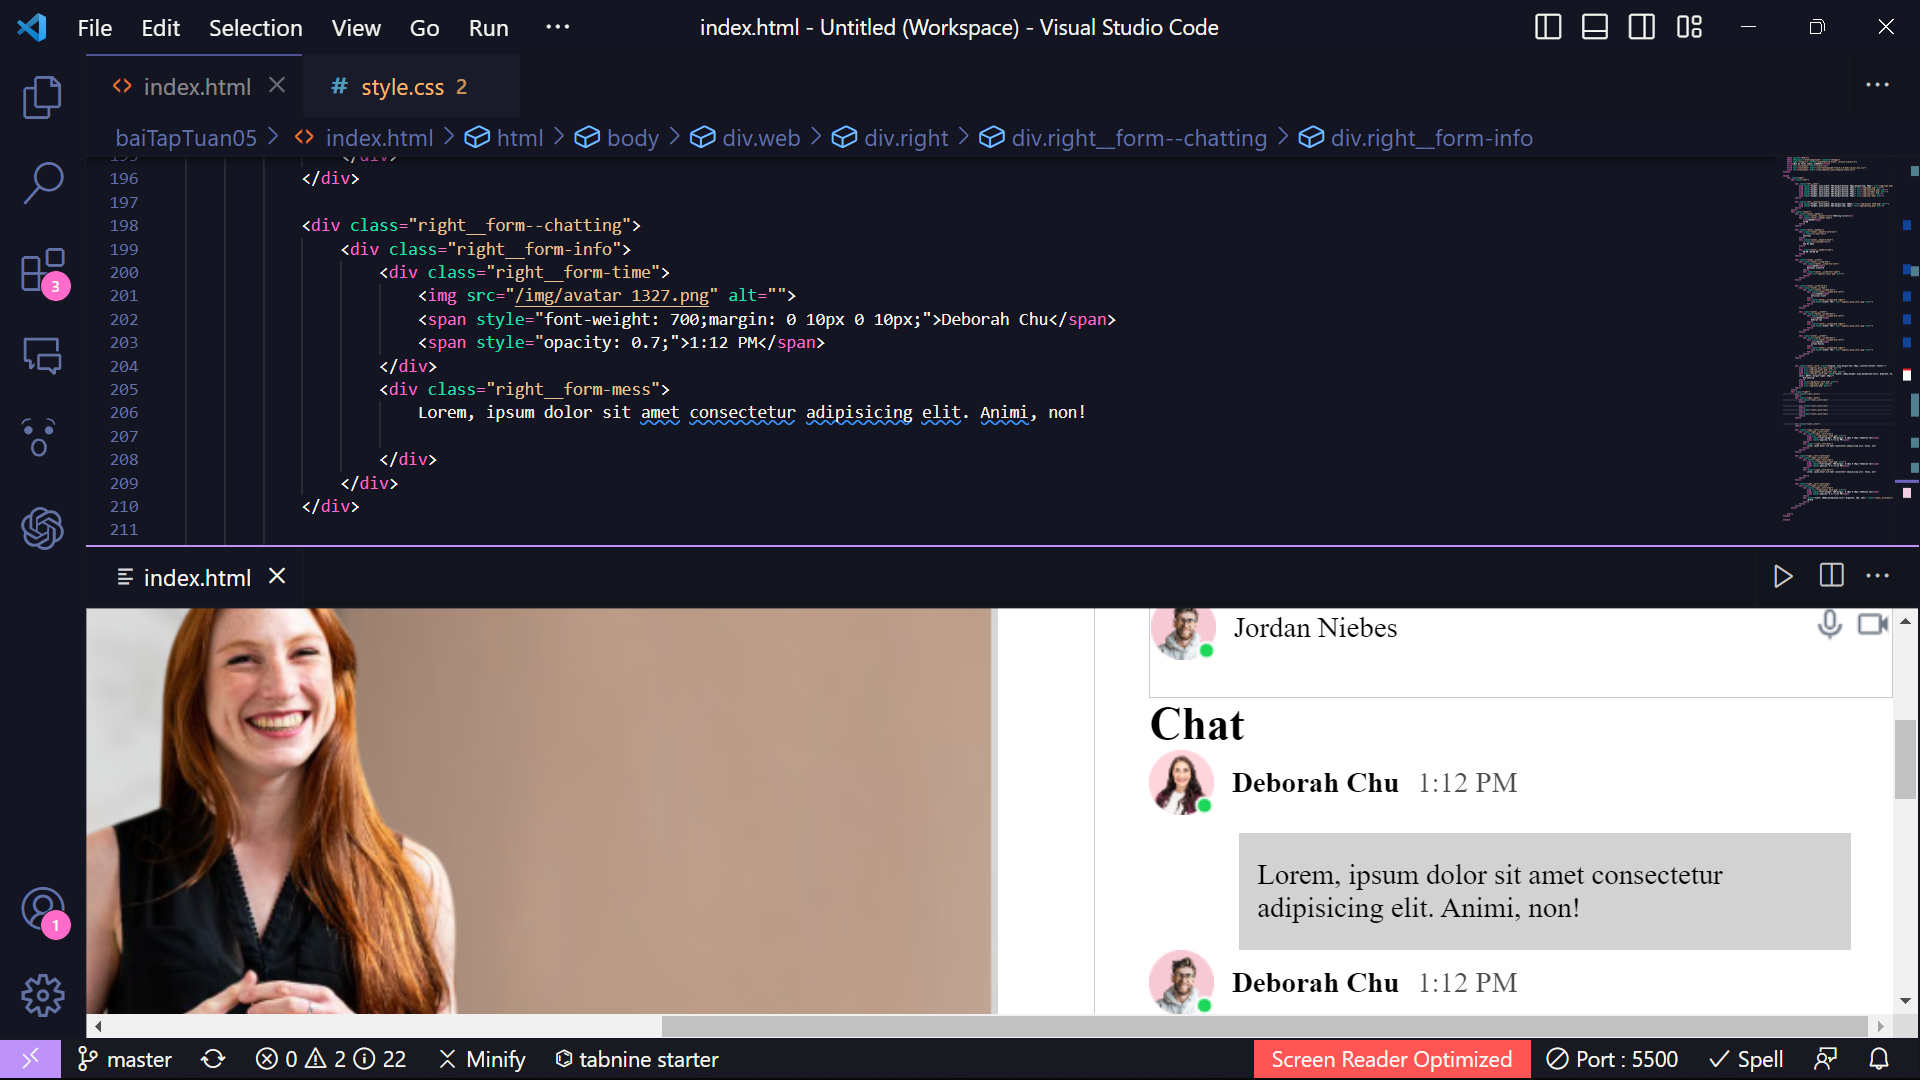 File Edit Selection View Go Run ··· index.html - Untitled (Workspace) - Visual Studio Code
index.html
# style.css 2
baiTapTuan05 > index.html > html > body > div.web > div.right > div.right__form--chatting > div.right__form-info
195 </div>
196 </div>
197
198 <div class="right__form--chatting">
199 <div class="right__form-info">
200 <div class="right__form-time">
201 <img src="/img/avatar 1327.png" alt="">
202 <span style="font-weight: 700;margin: 0 10px 0 10px;">Deborah Chu</span>
203 <span style="opacity: 0.7;">1:12 PM</span>
204 </div>
205 <div class="right__form-mess">
206 Lorem, ipsum dolor sit amet consectetur adipisicing elit. Animi, non!
207
208 </div>
209 </div>
210 </div>
211
3
1
index.html
Jordan Niebes
Chat
Deborah Chu 1:12 PM
Lorem, ipsum dolor sit amet consectetur
adipisicing elit. Animi, non!
Deborah Chu 1:12 PM
master 0 2 22 Minify tabnine starter Screen Reader Optimized Port : 5500 Spell